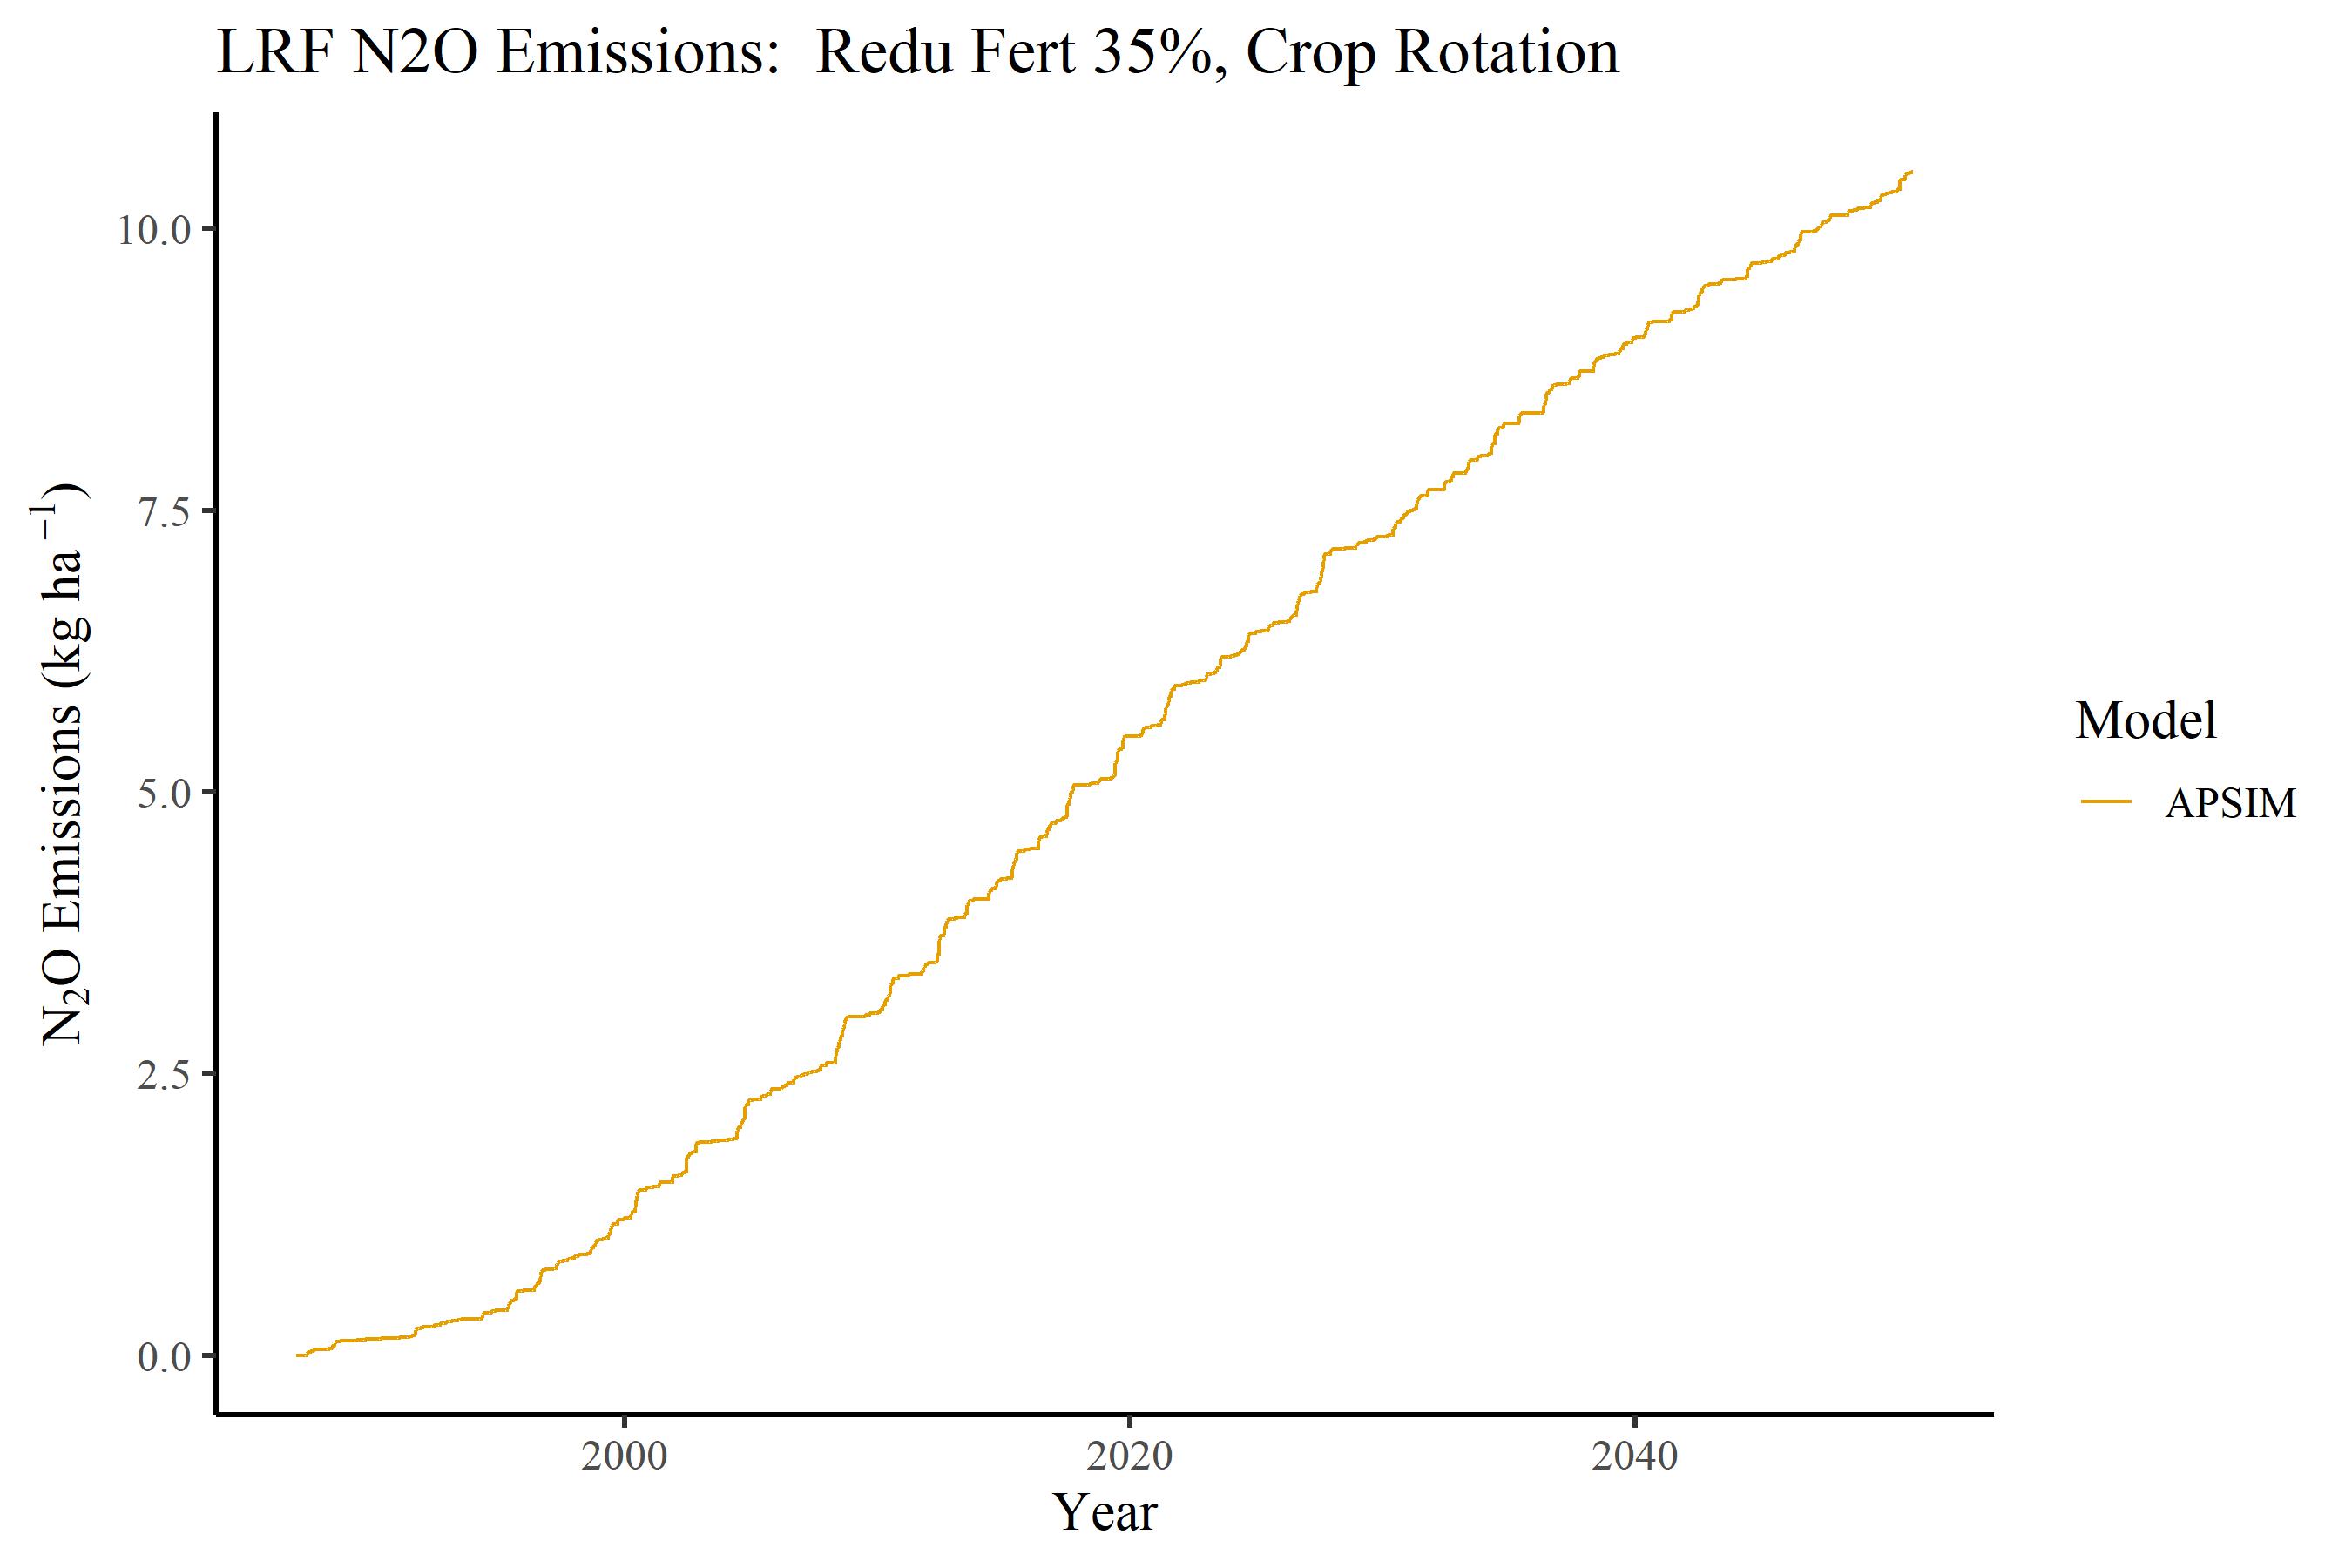 LRF N2O Emissions:  Redu Fert 35%, Crop Rotation
N₂O Emissions (kg ha⁻¹)
10.0
7.5
5.0
2.5
0.0
2000 2020 2040
Year
Model
APSIM